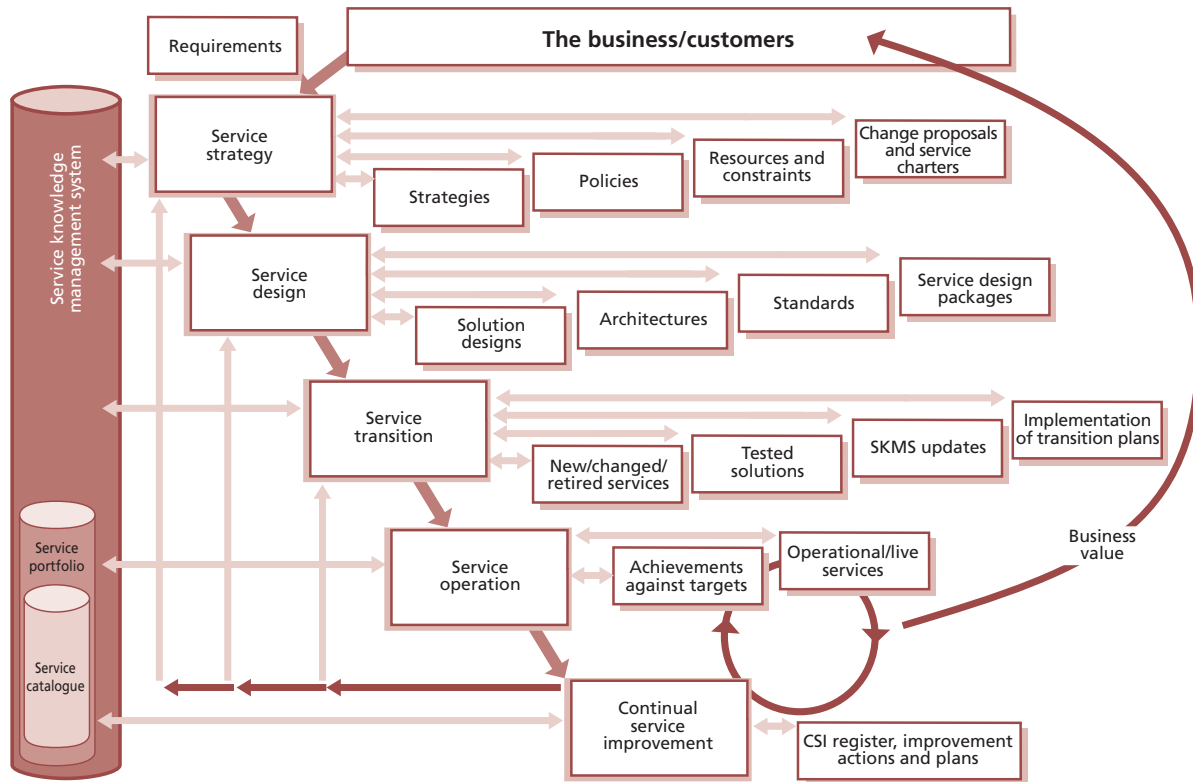 Requirements
The business/customers
Service knowledge
management system
Service
strategy
Strategies
Policies
Resources and
constraints
Change proposals
and service
charters
Service
design
Solution
designs
Architectures
Standards
Service design
packages
Service
transition
New/changed/
retired services
Tested
solutions
SKMS updates
Implementation
of transition plans
Service
portfolio
Service
operation
Achievements
against targets
Operational/live
services
Business
value
Service
catalogue
Continual
service
improvement
CSI register, improvement
actions and plans